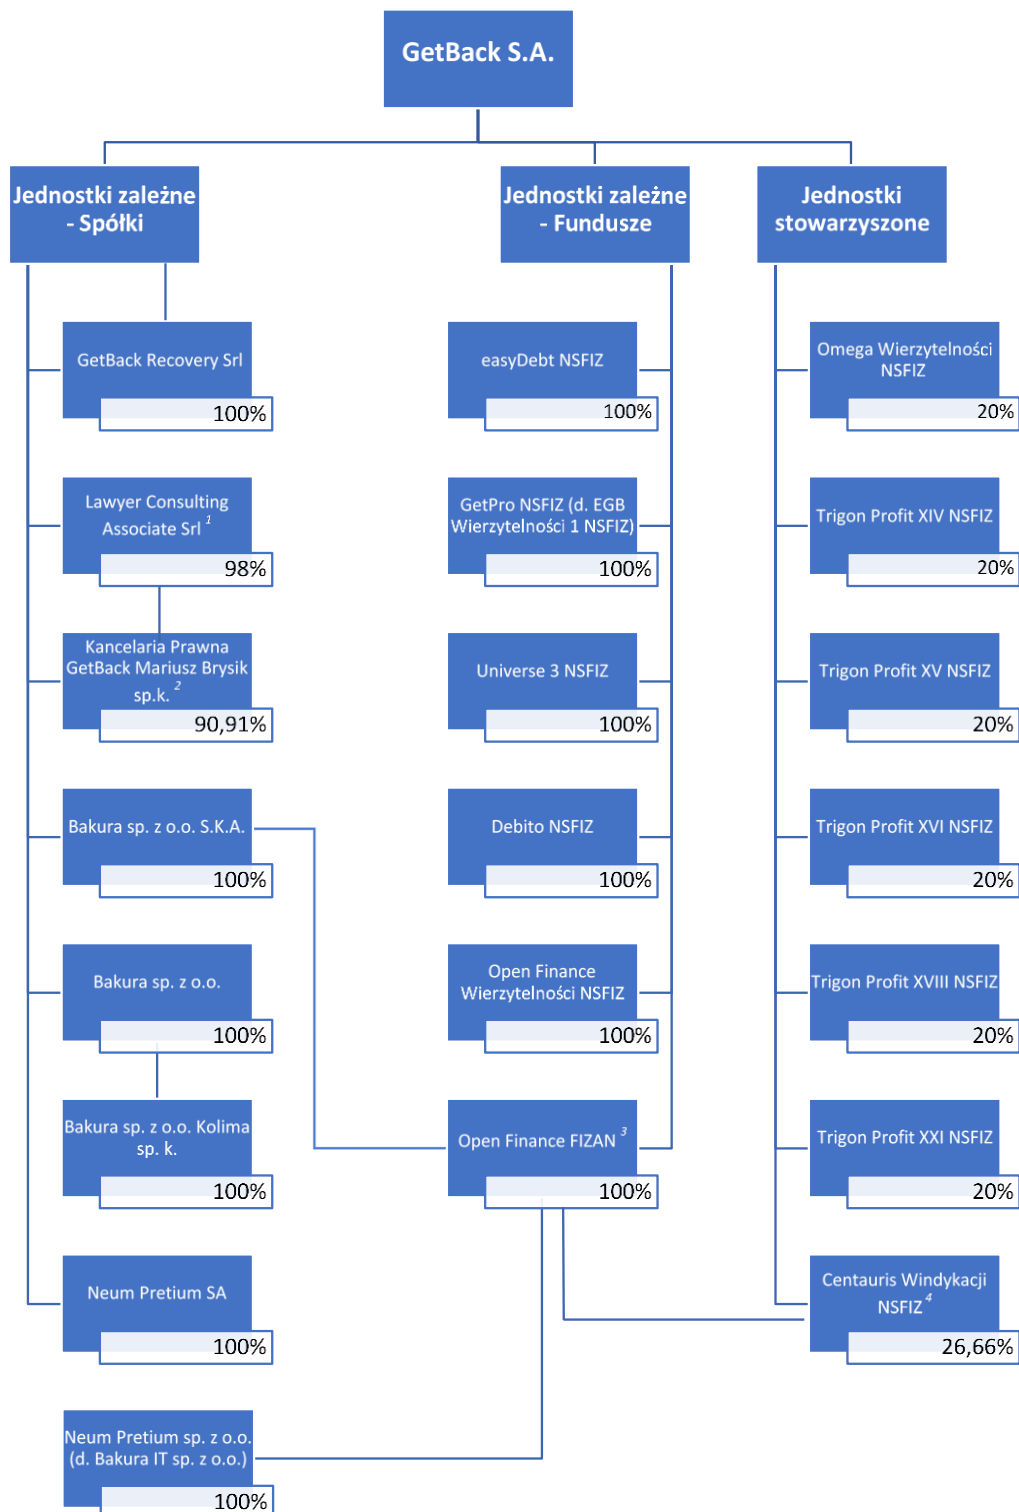 GetBack S.A.
Jednostki zależne
- Spółki
Jednostki zależne
- Fundusze
Jednostki
stowarzyszone
GetBack Recovery Srl
100%
Lawyer Consulting
Associate Srl 1
98%
Kancelaria Prawna
GetBack Mariusz Brysik
sp.k. 2
90,91%
Bakura sp. z o.o. S.K.A.
100%
Bakura sp. z o.o.
100%
Bakura sp. z o.o. Kolima
sp. k.
100%
Neum Pretium SA
100%
Neum Pretium sp. z o.o.
(d. Bakura IT sp. z o.o.)
100%
easyDebt NSFIZ
100%
GetPro NSFIZ (d. EGB
Wierzytelności 1 NSFIZ)
100%
Universe 3 NSFIZ
100%
Debito NSFIZ
100%
Open Finance
Wierzytelności NSFIZ
100%
Open Finance FIZAN 3
100%
Omega Wierzytelności
NSFIZ
20%
Trigon Profit XIV NSFIZ
20%
Trigon Profit XV NSFIZ
20%
Trigon Profit XVI NSFIZ
20%
Trigon Profit XVIII NSFIZ
20%
Trigon Profit XXI NSFIZ
20%
Centauris Windykacji
NSFIZ 4
26,66%